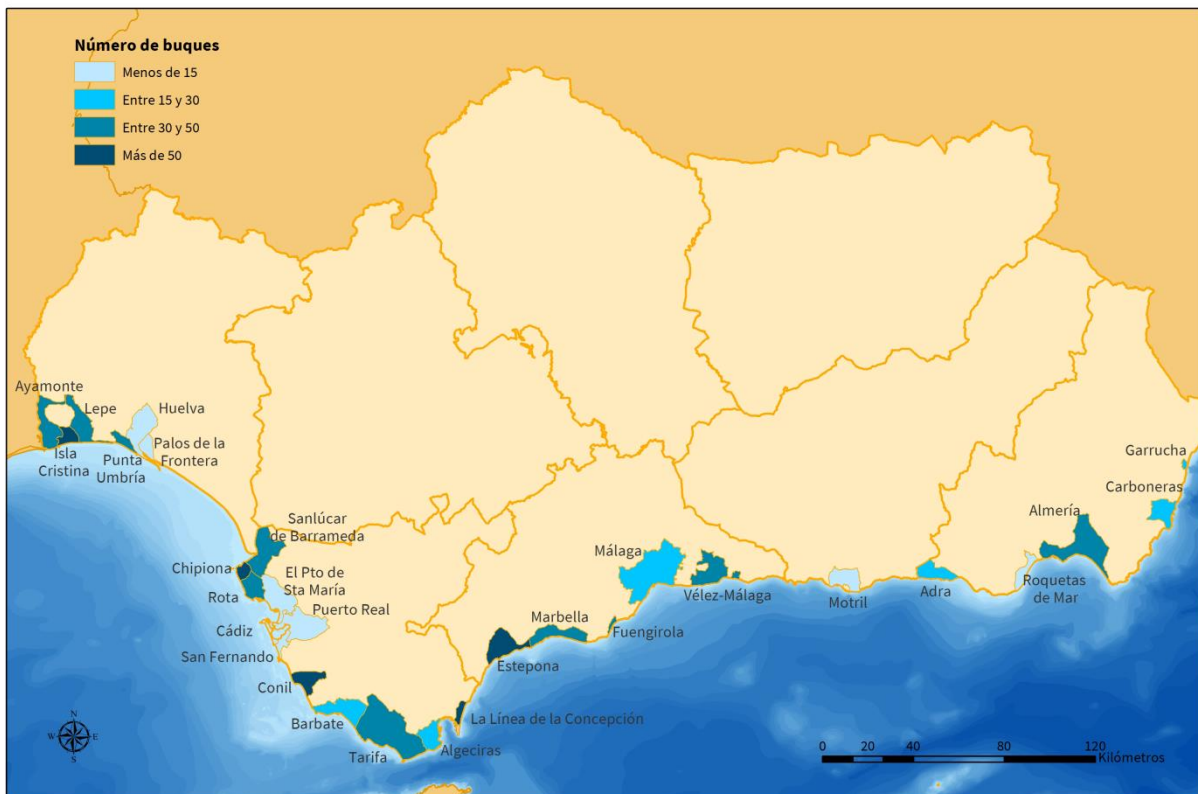 Número de buques
Menos de 15
Entre 15 y 30
Entre 30 y 50
Más de 50
Ayamonte
Lepe
Huelva
Isla
Cristina
Punta
Umbría
Palos de la
Frontera
Sanlúcar
de Barrameda
Chipiona
Rota
El Pto de
Sta María
Puerto Real
Cádiz
San Fernando
Conil
Barbate
Tarifa
Algeciras
La Línea de la Concepción
Estepona
Marbella
Fuengirola
Málaga
Vélez-Málaga
Motril
Adra
Roquetas
de Mar
Almería
Carboneras
Garrucha
N
W
E
S
0 20 40 80 120
Kilómetros